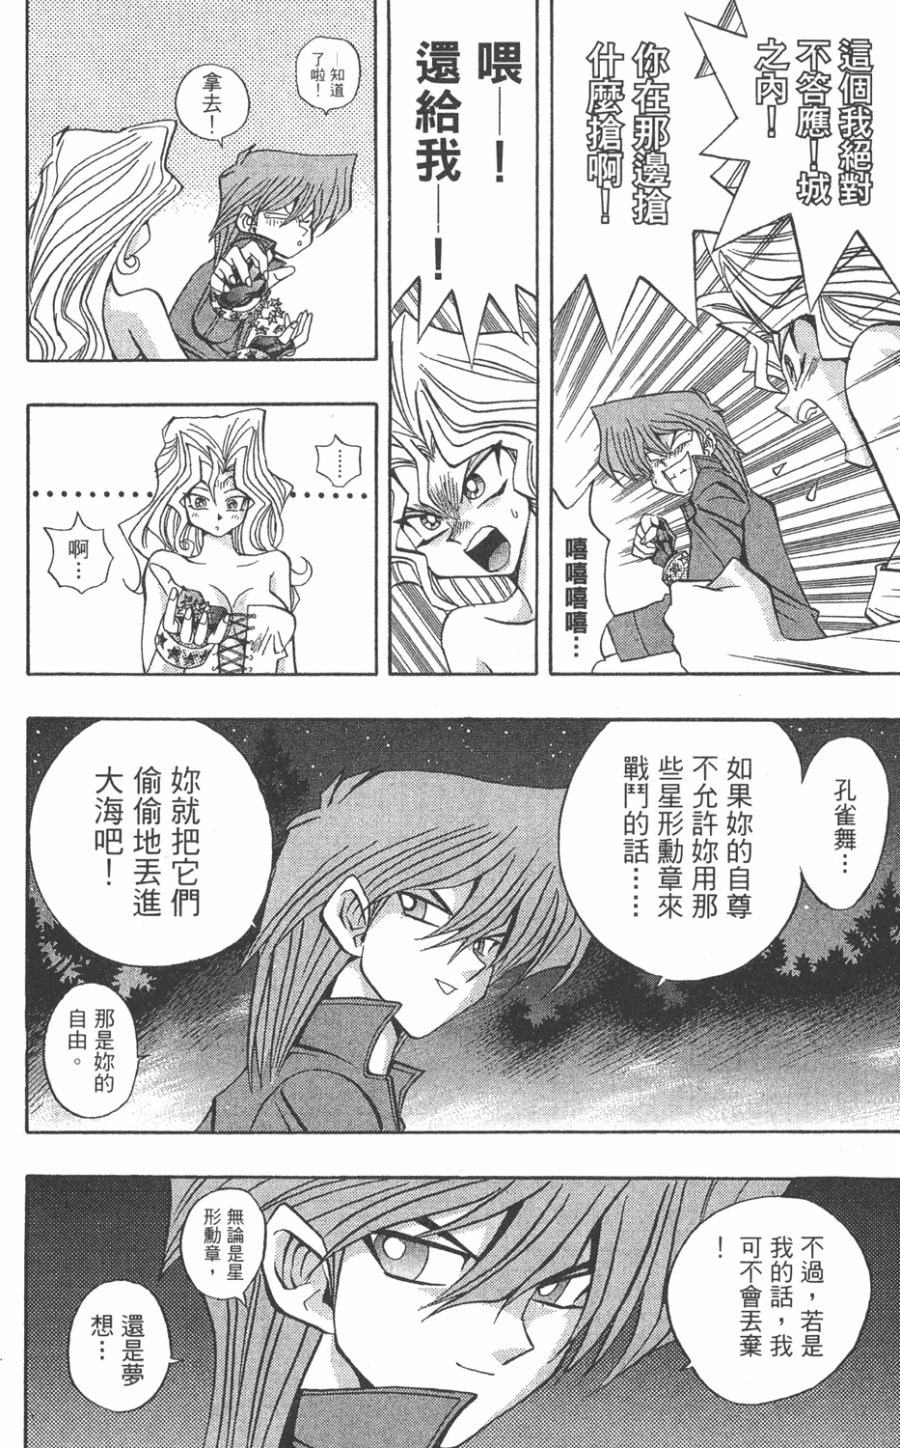 這個我絕對
不答應！城
之內！
你在那邊搶
什麼搶啊！
嘻嘻嘻嘻…
喂——！
還給我——！
—知道
了啦！
拿去！
……
啊…
孔雀舞…
如果妳的自尊
不允許妳用那
些星形勳章來
戰鬥的話……
妳就把它們
偷偷地丟進
大海吧！
那是妳的
自由。
不過，若是
我的話，我
可不會丟棄
！
無論是星
形勳章，
還是夢
想…